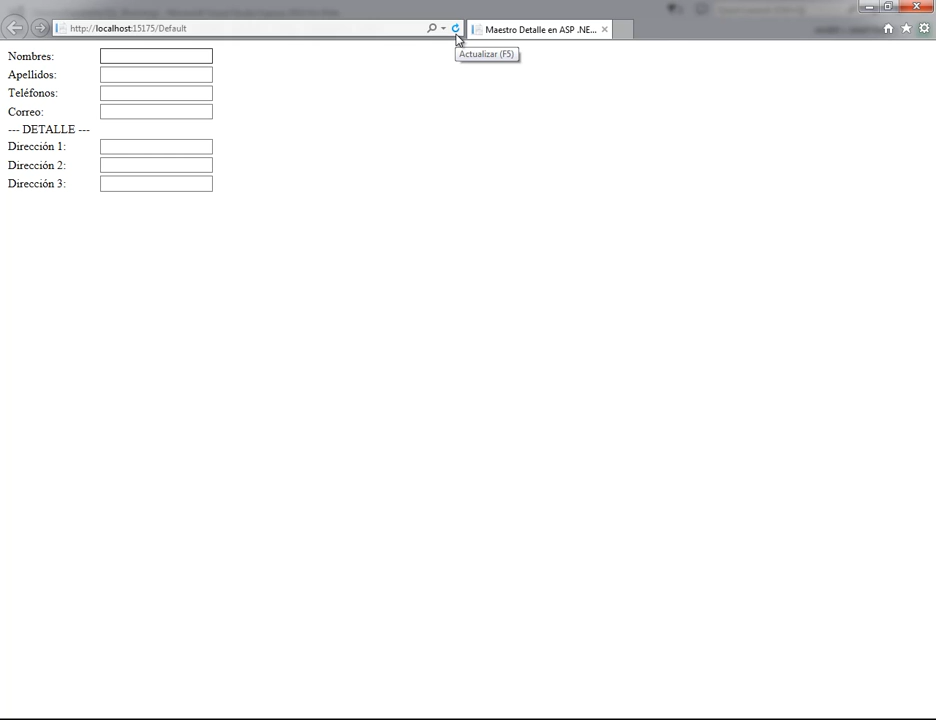 http://localhost:15175/Default
Maestro Detalle en ASP .NE...
Actualizar (F5)
Nombres:
Apellidos:
Teléfonos:
Correo:
--- DETALLE ---
Dirección 1:
Dirección 2:
Dirección 3: